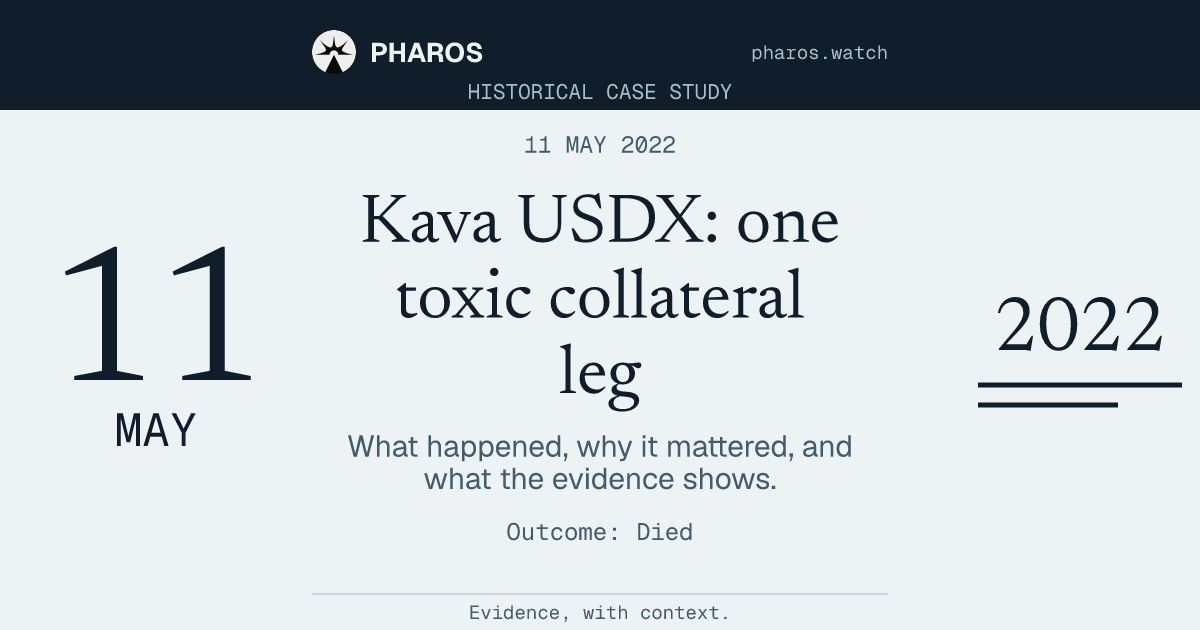 PHAROS
pharos.watch
HISTORICAL CASE STUDY
11 MAY 2022
11
MAY
Kava USDX: one
toxic collateral
leg
2022
What happened, why it mattered, and
what the evidence shows.
Outcome: Died
Evidence, with context.